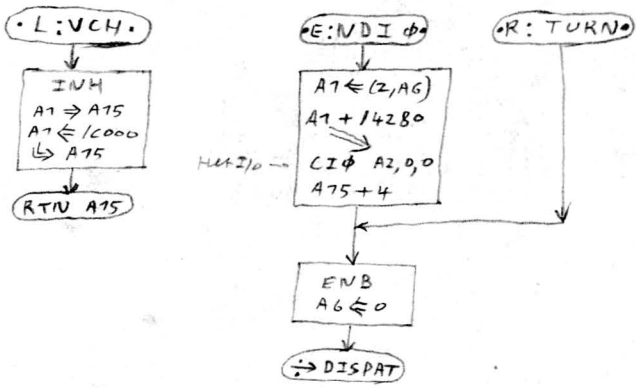 L:VCH
INH
A1 ⇒ A15
A1 ⇐ /C000
↳ A15
RTN A15
E:NDIϕ
A1 ⇐ (2,A6)
A1 + /4280
CIϕ A2,0,0
A15+4
R:TURN
ENB
A6 ⇐ 0
÷→ DISPAT